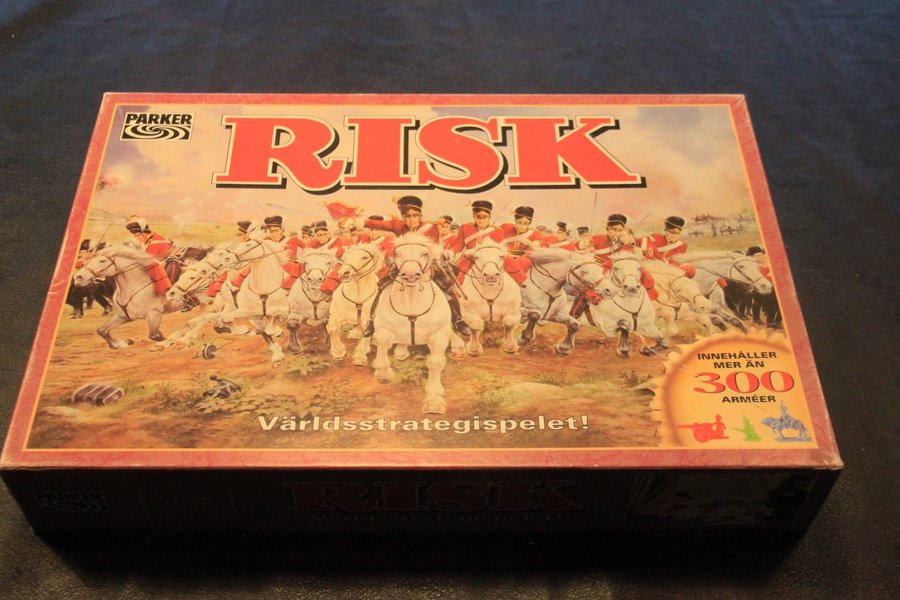 PARKER
RISK
INNEHÅLLER
MER ÄN
300
ARMÉER
Världsstrategispelet!
PARKER
RISK
Världsstrategispelet!